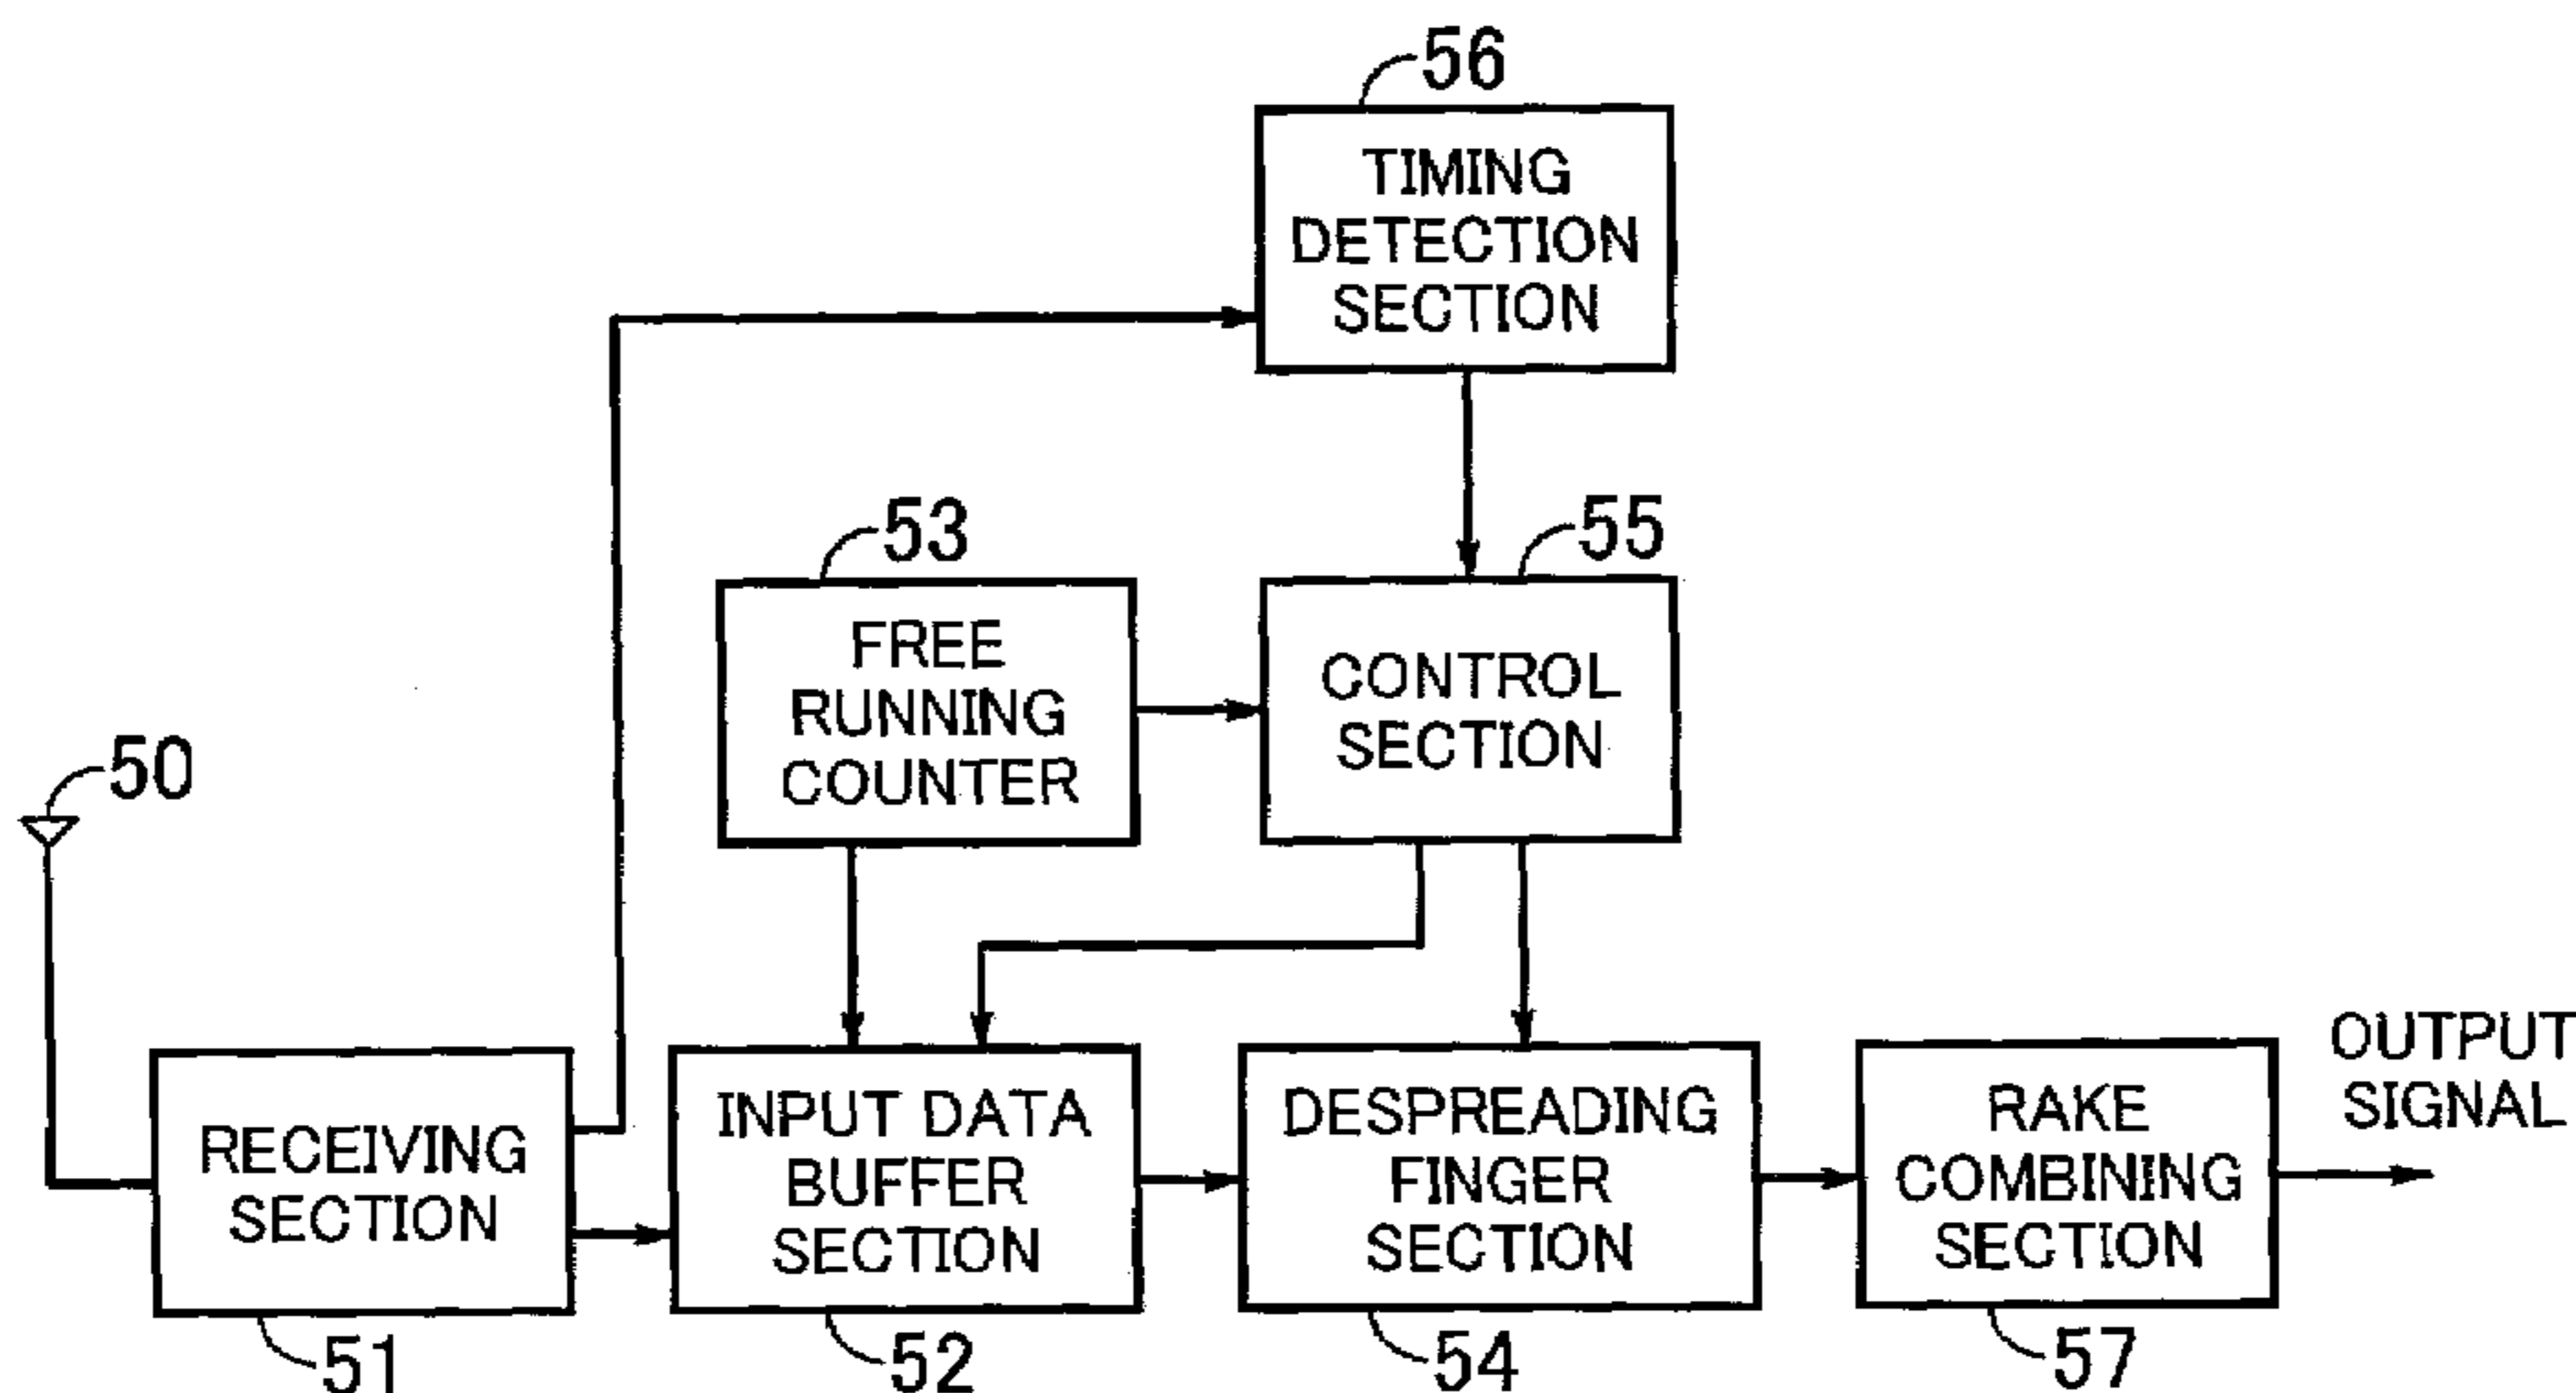 56
TIMING
DETECTION
SECTION
53
FREE
RUNNING
COUNTER
55
CONTROL
SECTION
50
RECEIVING
SECTION
51
INPUT DATA
BUFFER
SECTION
52
DESPREADING
FINGER
SECTION
54
RAKE
COMBINING
SECTION
57
OUTPUT
SIGNAL